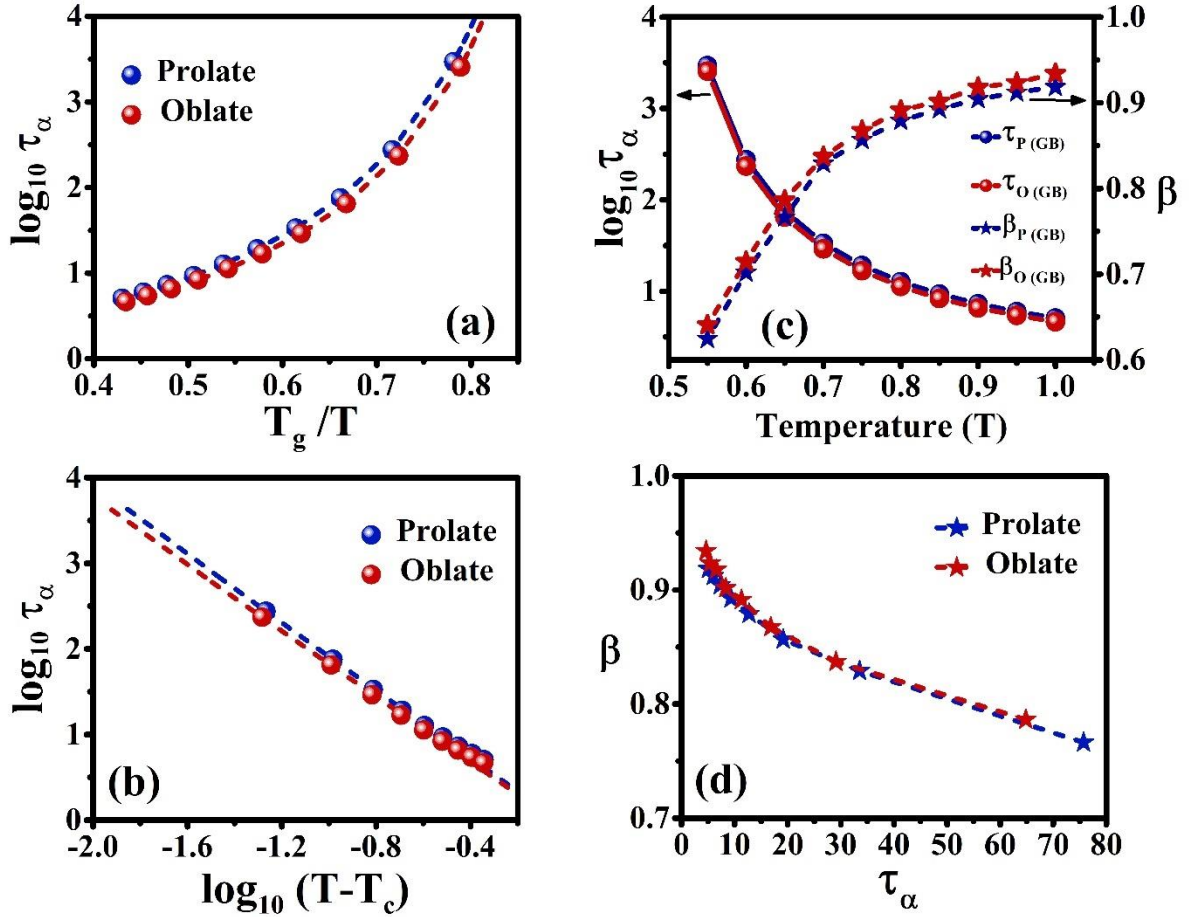 4
3
2
1
0
log₁₀ τα
Prolate
Oblate
(a)
0.4 0.5 0.6 0.7 0.8
Tg /T
4
3
2
1
log₁₀ τα
1.0
0.9
0.8
0.7
0.6
β
τP (GB)
τO (GB)
βP (GB)
βO (GB)
(c)
0.5 0.6 0.7 0.8 0.9 1.0
Temperature (T)
4
3
2
1
0
log₁₀ τα
Prolate
Oblate
(b)
-2.0 -1.6 -1.2 -0.8 -0.4
log₁₀ (T-Tc)
1.0
0.9
0.8
0.7
β
Prolate
Oblate
(d)
0 10 20 30 40 50 60 70 80
τα